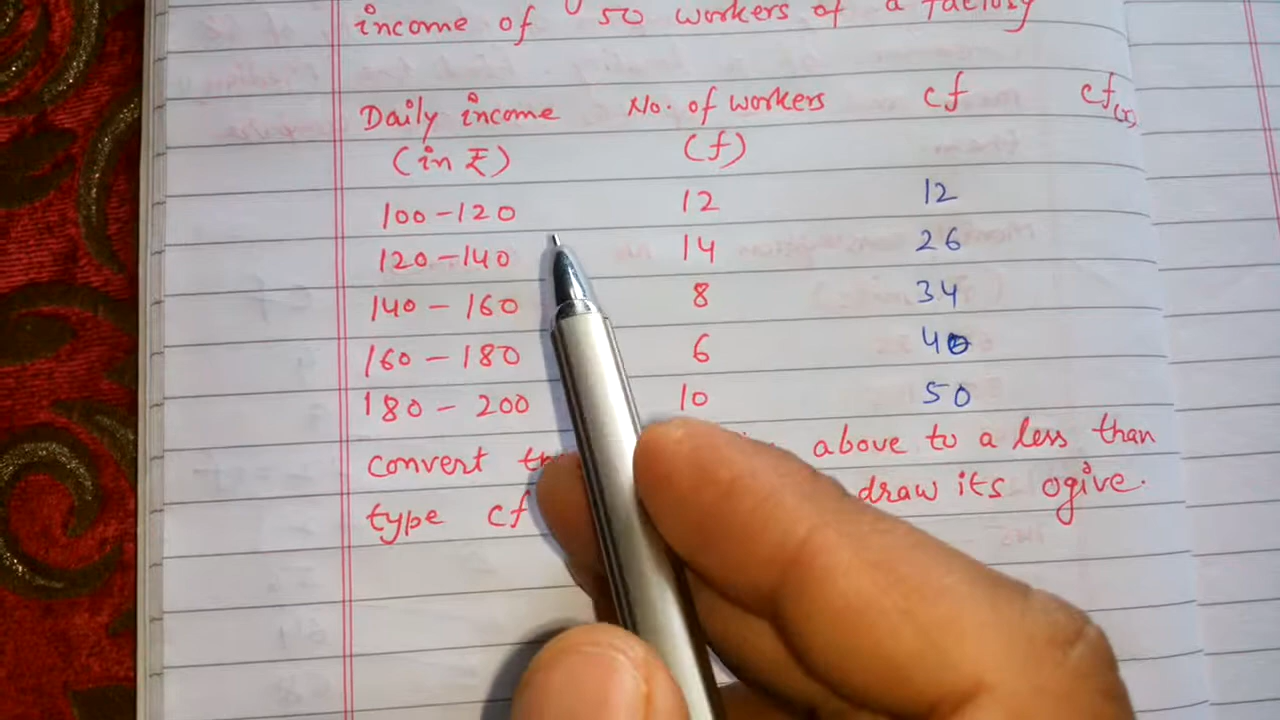 income of 50 workers of a factory
Daily income No. of workers cf cf(x)
(in ₹) (f)
100-120 12 12
120-140 14 26
140-160 8 34
160-180 6 40
180-200 10 50
convert above to a less than
type cf draw its ogive.